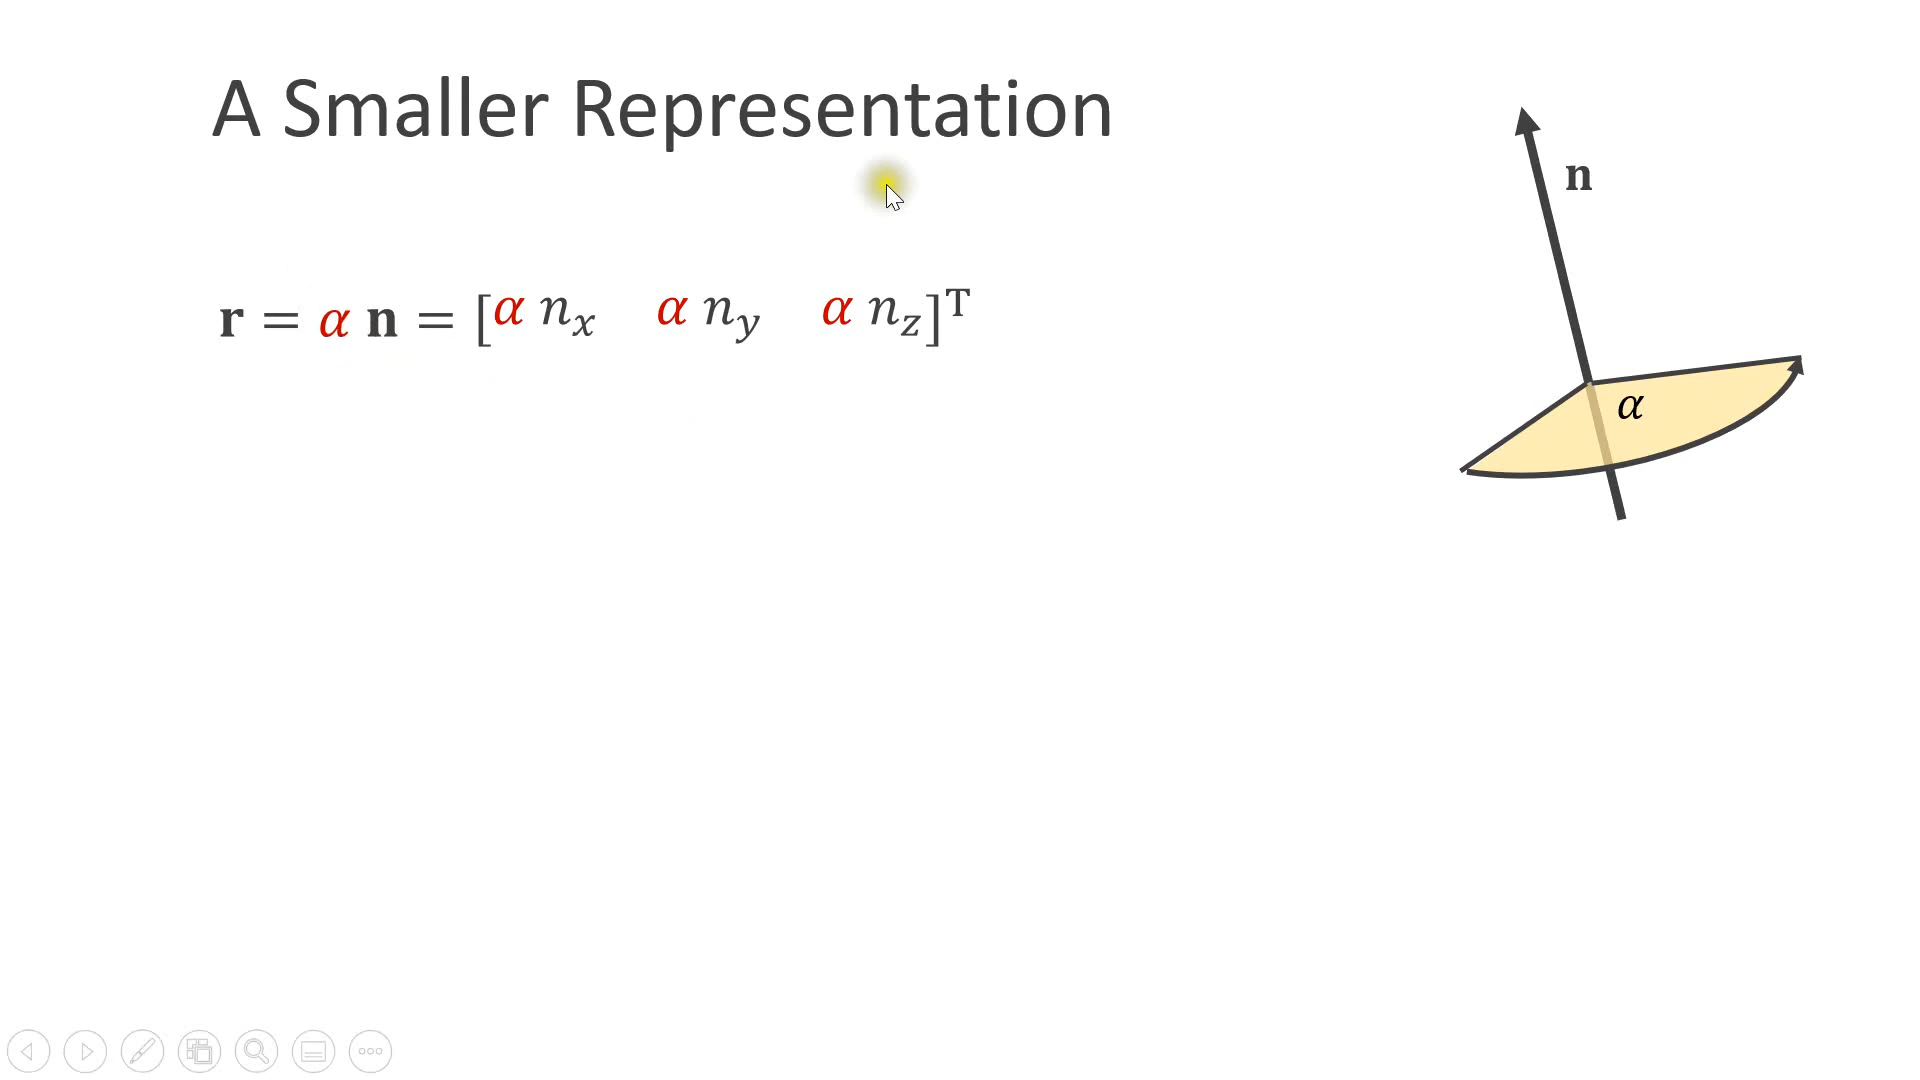 A Smaller Representation
n
r = α n = [α n_x α n_y α n_z]^T
α